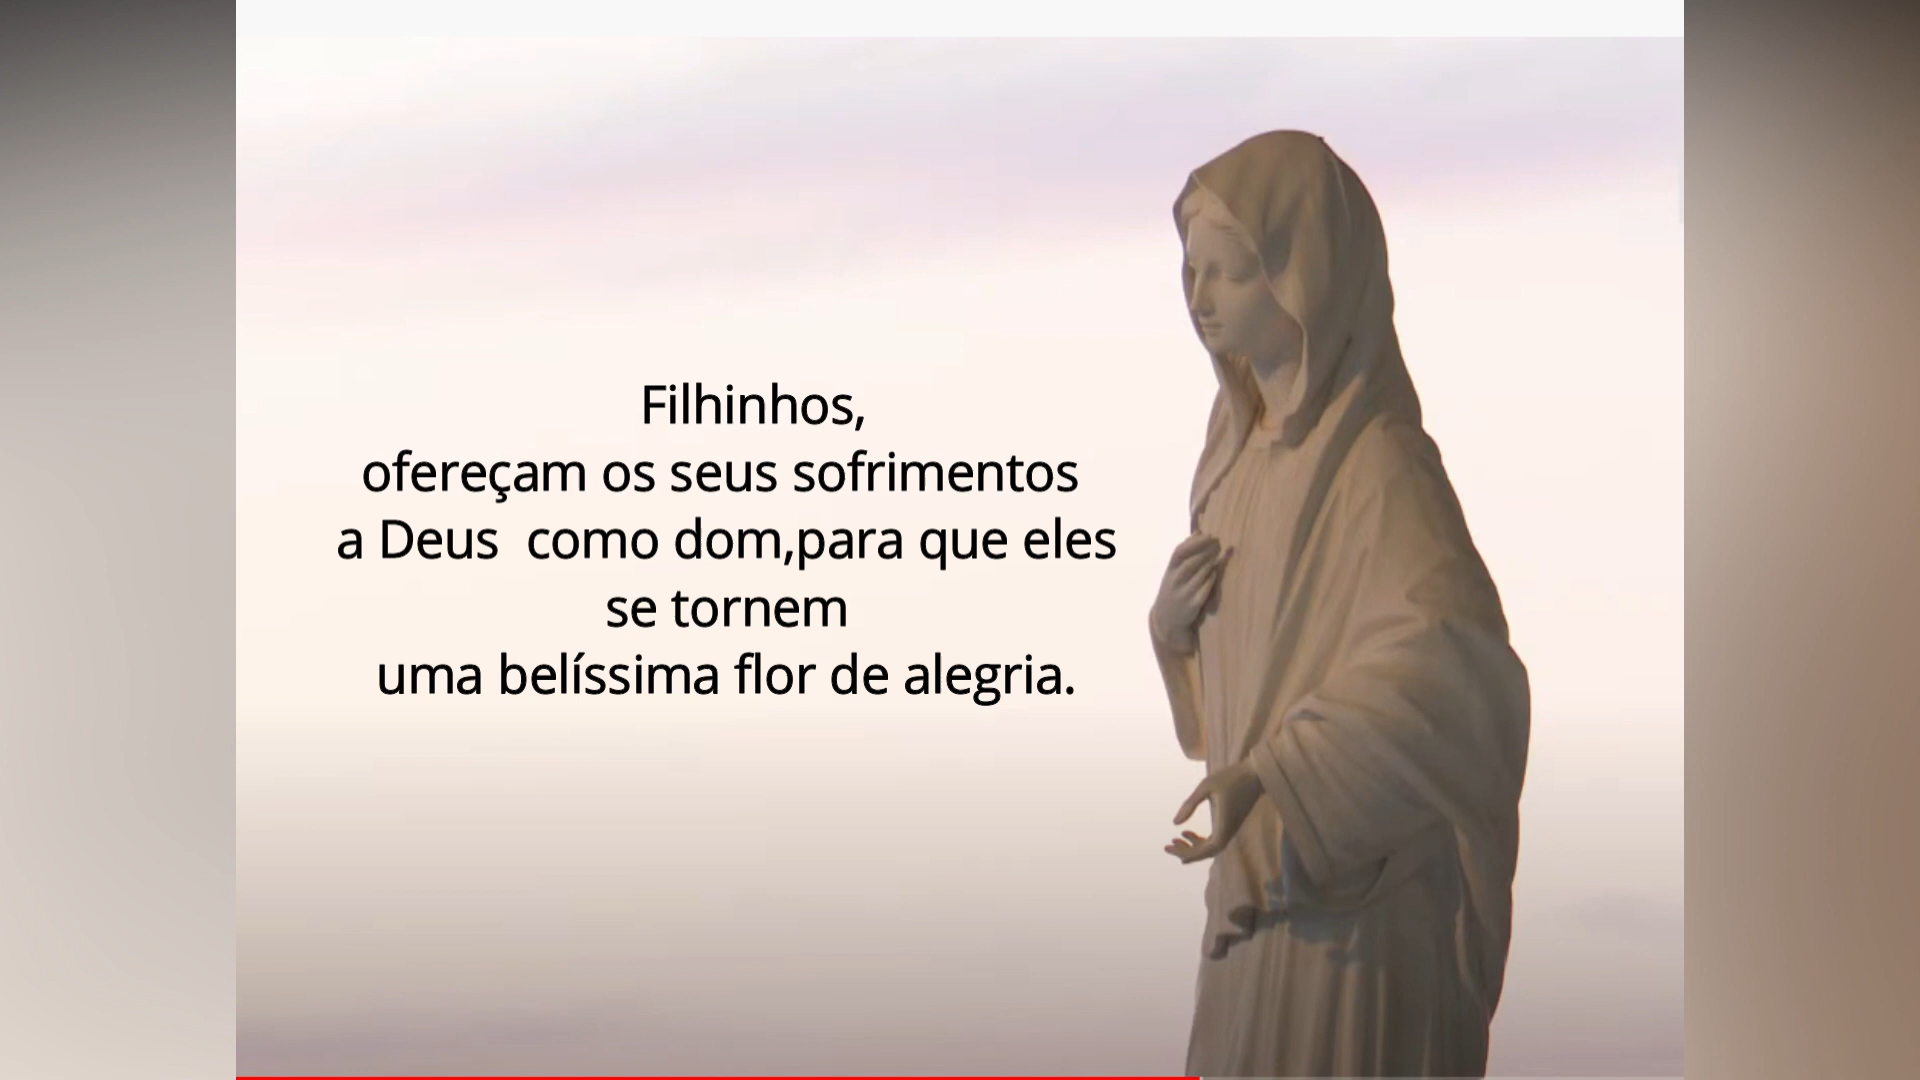 Filhinhos,
ofereçam os seus sofrimentos
a Deus  como dom,para que eles
se tornem
uma belíssima flor de alegria.